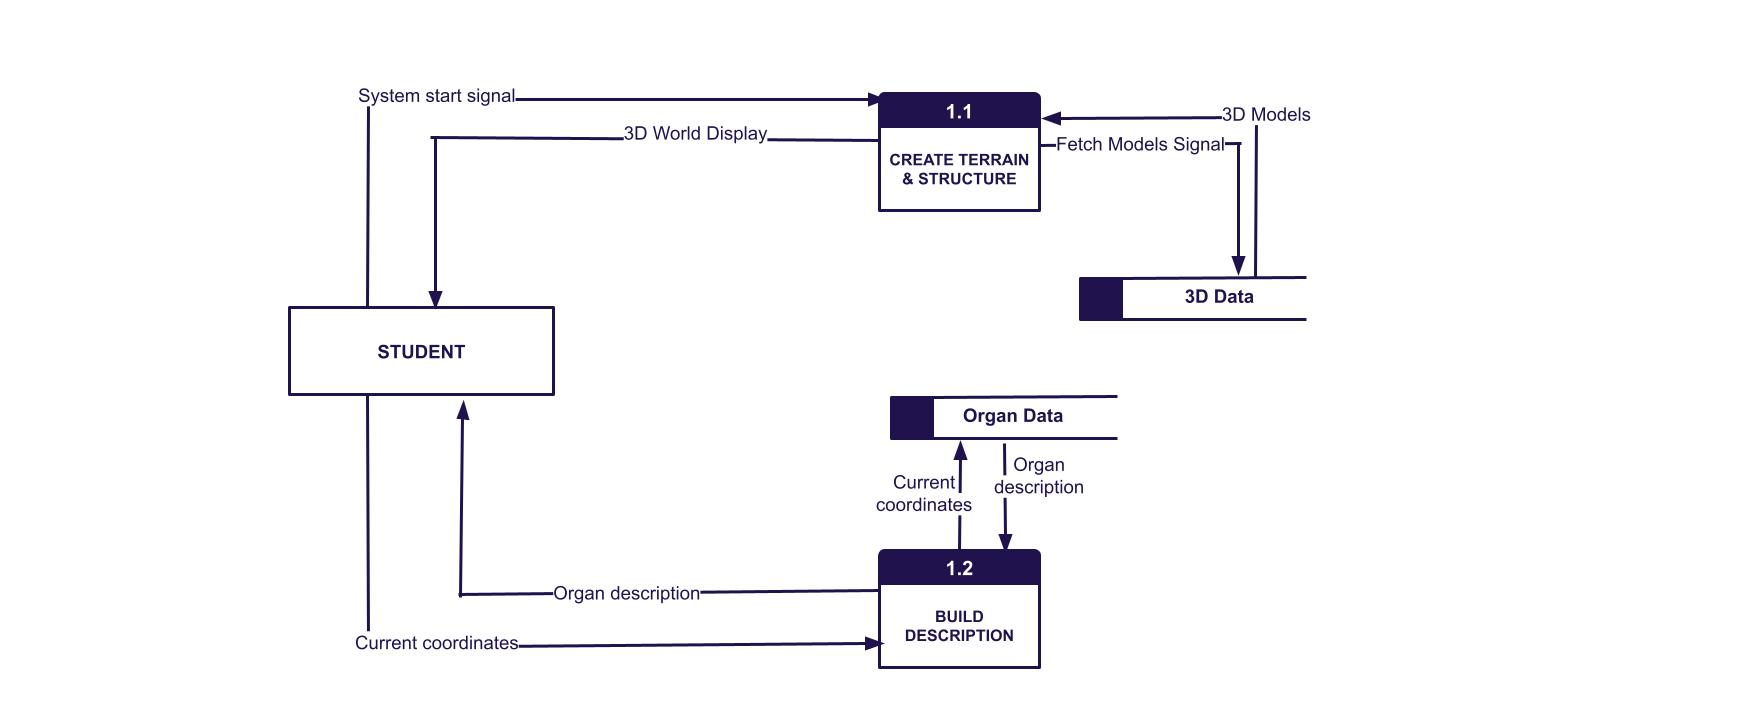 System start signal
1.1
3D Models
3D World Display
Fetch Models Signal
CREATE TERRAIN
& STRUCTURE
3D Data
STUDENT
Organ Data
Organ
description
Current
coordinates
1.2
Organ description
BUILD
DESCRIPTION
Current coordinates